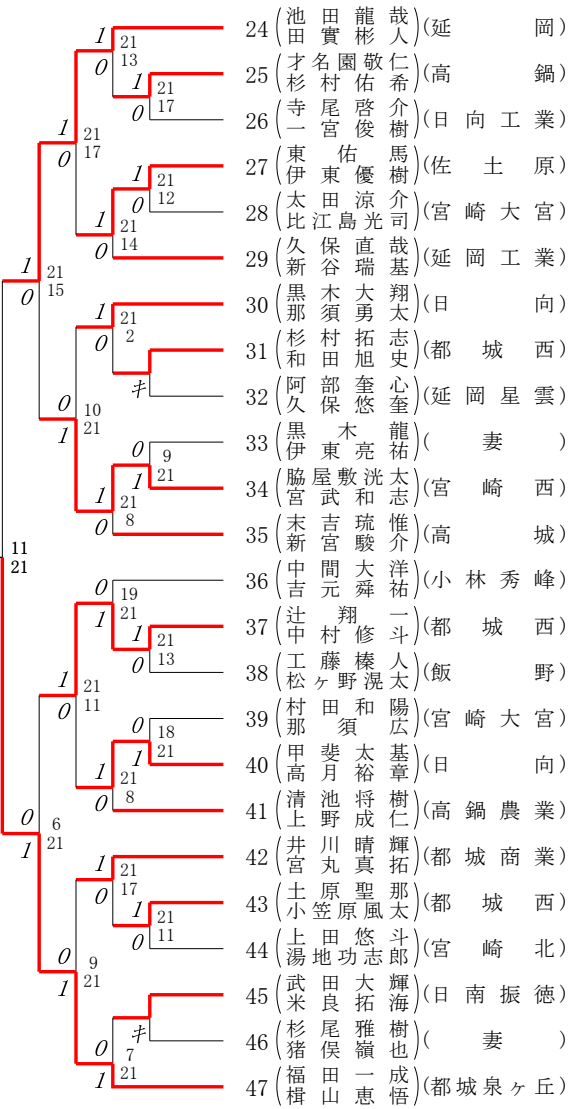 24 (池田龍哉 田實彬人) (延岡)
25 (才名園敬仁 杉村佑希) (高鍋)
26 (寺尾啓介 一宮俊樹) (日向工業)
27 (東佑馬 伊東優樹) (佐土原)
28 (太田涼介 比江島光司) (宮崎大宮)
29 (久保直哉 新谷瑞基) (延岡工業)
30 (黒木大翔 那須勇太) (日向)
31 (杉村拓志 和田旭史) (都城西)
32 (阿部奎心 久保悠奎) (延岡星雲)
33 (黒木龍 伊東亮祐) (妻)
34 (脇屋敷洸太 宮武和志) (宮崎西)
35 (末吉琉惟 新宮駿介) (高城)
36 (中間大洋 吉元舜祐) (小林秀峰)
37 (辻翔一 中村修斗) (都城西)
38 (工藤榛人 松ヶ野滉太) (飯野)
39 (村田和陽 那須広) (宮崎大宮)
40 (甲斐太基 高月裕章) (日向)
41 (清池将樹 上野成仁) (高鍋農業)
42 (井川晴輝 宮丸真拓) (都城商業)
43 (土原聖那 小笠原風太) (都城西)
44 (上田悠斗 湯地功志郎) (宮崎北)
45 (武田大輝 米良拓海) (日南振徳)
46 (杉尾雅樹 猪俣嶺也) (妻)
47 (福田一成 楫山恵悟) (都城泉ヶ丘)
1 21
0 13
1 21
0 17
1 21
0 17
1 21
0 12
1 21
0 14
1 21
0 15
1 21
0 2
キ
0 10
1 21
0 9
1 21
1 21
0 8
11
21
0 19
1 21
1 21
0 13
1 21
0 11
0 18
1 21
1 21
0 8
0 6
1 21
1 21
0 17
1 21
0 11
0 9
1 21
キ
0 7
1 21